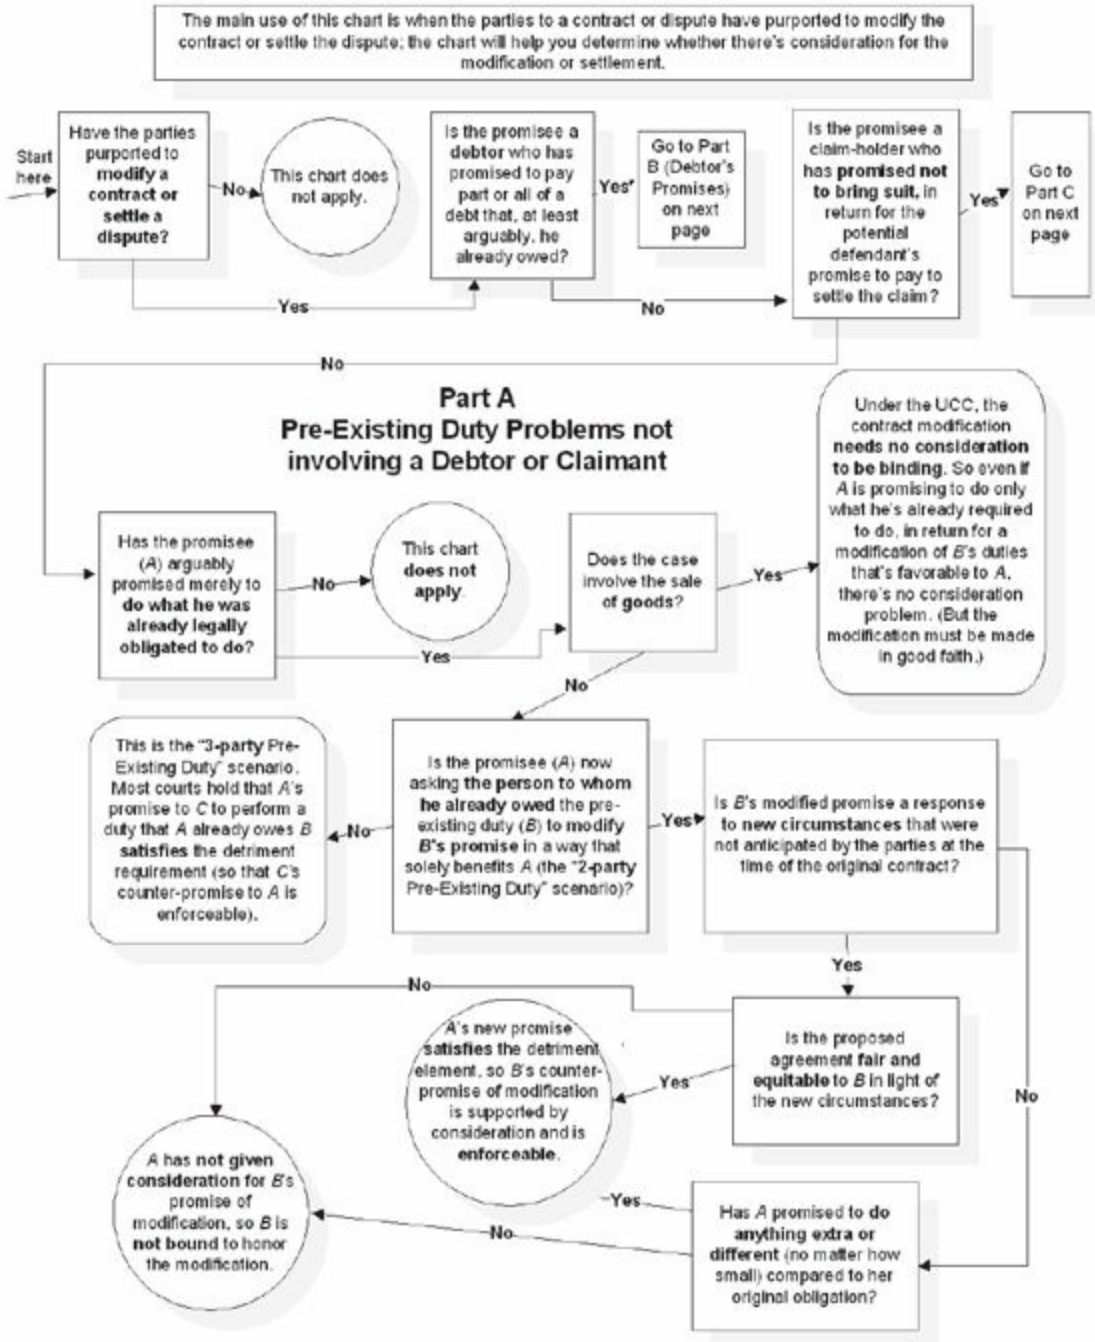 The main use of this chart is when the parties to a contract or dispute have purported to modify the
contract or settle the dispute; the chart will help you determine whether there's consideration for the
modification or settlement.
Start
here
Have the parties
purported to
modify a
contract or
settle a
dispute?
No
This chart does
not apply.
Yes
Is the promisee a
debtor who has
promised to pay
part or all of a
debt that, at least
arguably, he
already owed?
Yes
Go to Part
B (Debtor's
Promises)
on next
page
No
Is the promisee a
claim-holder who
has promised not
to bring suit, in
return for the
potential
defendant's
promise to pay to
settle the claim?
Yes
Go to
Part C
on next
page
No
Part A
Pre-Existing Duty Problems not
involving a Debtor or Claimant
Has the promisee
(A) arguably
promised merely to
do what he was
already legally
obligated to do?
No
This chart
does not
apply.
Yes
Does the case
involve the sale
of goods?
Yes
Under the UCC, the
contract modification
needs no consideration
to be binding. So even if
A is promising to do only
what he's already required
to do, in return for a
modification of B's duties
that's favorable to A,
there's no consideration
problem. (But the
modification must be made
in good faith.)
No
Is the promisee (A) now
asking the person to whom
he already owed the pre-
existing duty (B) to modify
B's promise in a way that
solely benefits A (the "2-party
Pre-Existing Duty" scenario)?
No
This is the "3-party Pre-
Existing Duty" scenario.
Most courts hold that A's
promise to C to perform a
duty that A already owes B
satisfies the detriment
requirement (so that C's
counter-promise to A is
enforceable).
Yes
Is B's modified promise a response
to new circumstances that were
not anticipated by the parties at the
time of the original contract?
Yes
Is the proposed
agreement fair and
equitable to B in light of
the new circumstances?
No
Yes
A's new promise
satisfies the detriment
element, so B's counter-
promise of modification
is supported by
consideration and is
enforceable.
No
Has A promised to do
anything extra or
different (no matter how
small) compared to her
original obligation?
Yes
No
A has not given
consideration for B's
promise of
modification, so B is
not bound to honor
the modification.